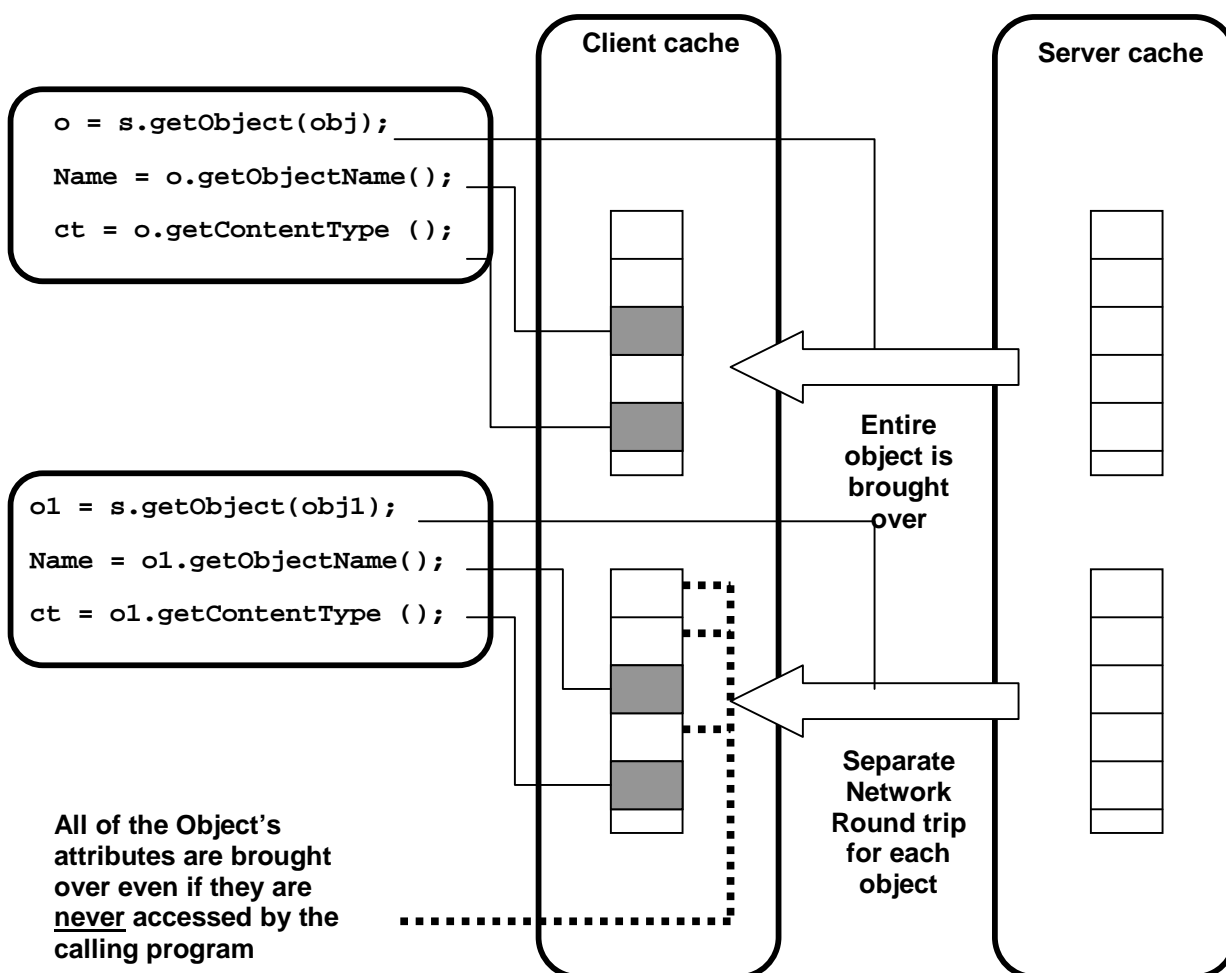 Client cache
Server cache
o = s.getObject(obj);
Name = o.getObjectName();
ct = o.getContentType ();
Entire
object is
brought
over
o1 = s.getObject(obj1);
Name = o1.getObjectName();
ct = o1.getContentType ();
Separate
Network
Round trip
for each
object
All of the Object’s
attributes are brought
over even if they are
never accessed by the
calling program